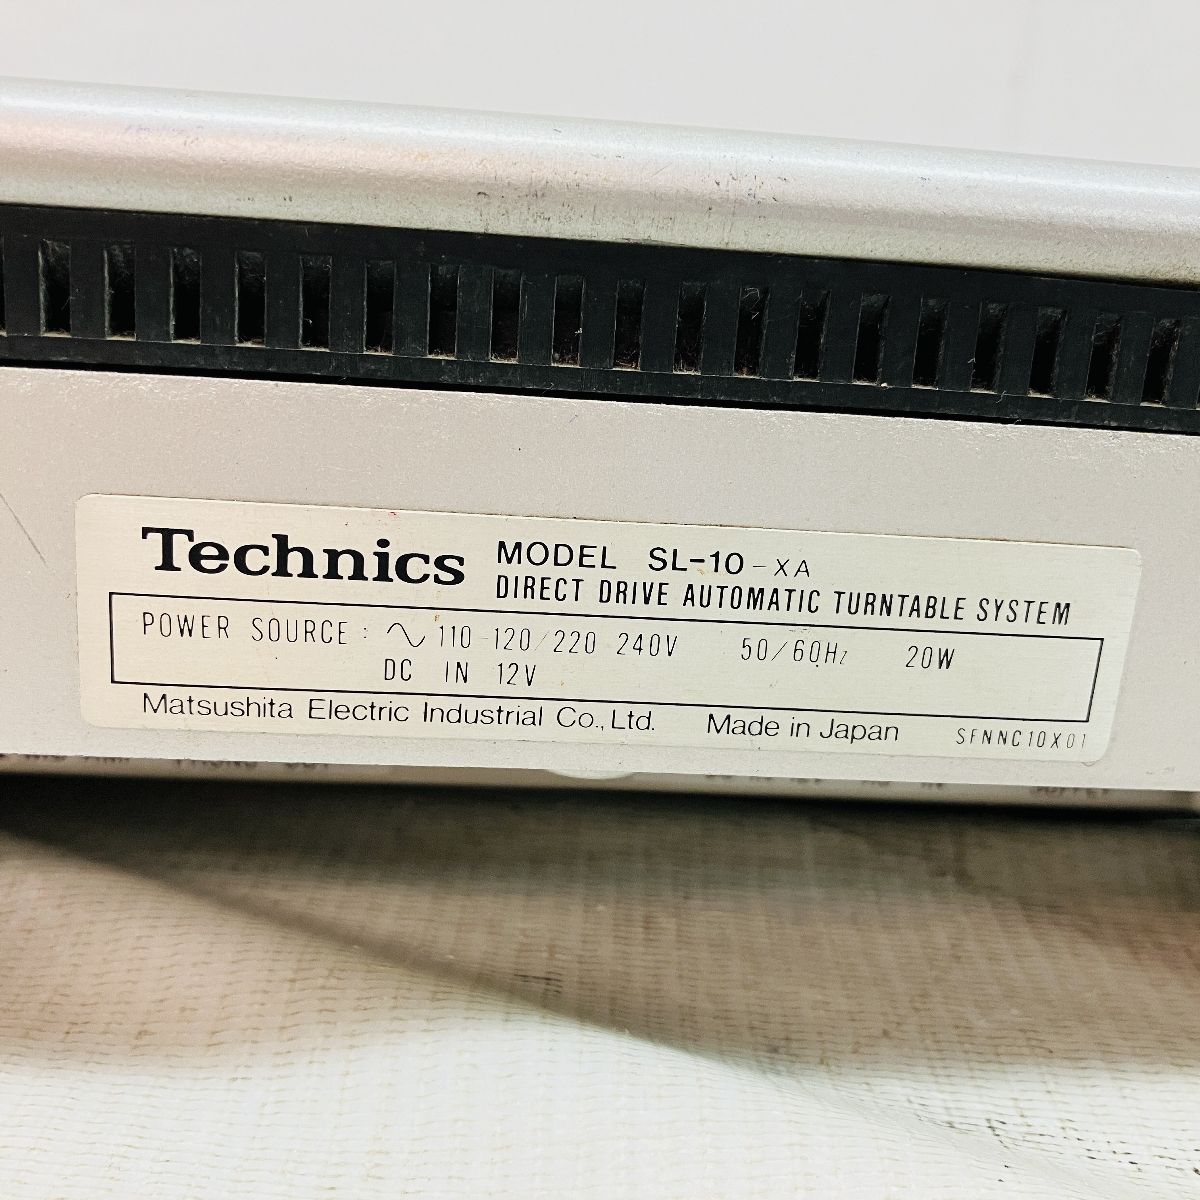 Technics MODEL SL-10-XA
DIRECT DRIVE AUTOMATIC TURNTABLE SYSTEM
POWER SOURCE : ∿ 110-120/220 240V 50/60Hz 20W
DC IN 12V
Matsushita Electric Industrial Co., Ltd. Made in Japan SFNNC10X01